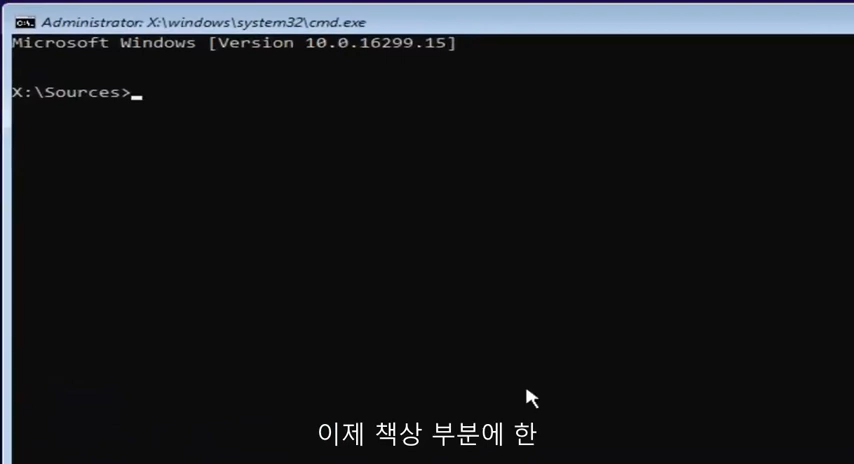 Administrator: X:\windows\system32\cmd.exe
Microsoft Windows [Version 10.0.16299.15]
X:\Sources>
이제 책상 부분에 한